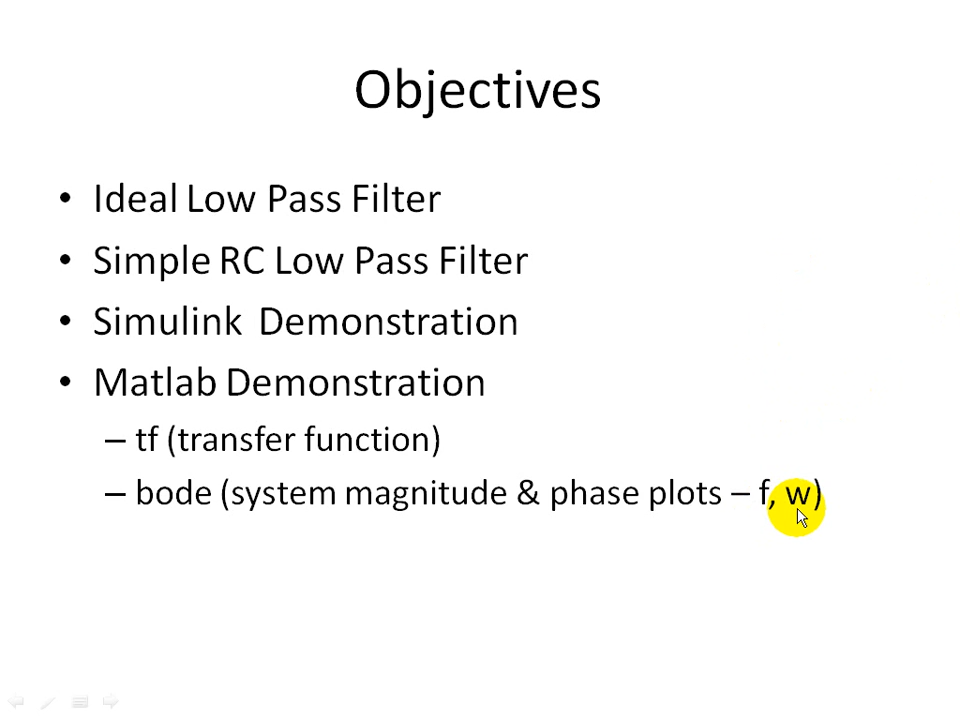 Objectives
• Ideal Low Pass Filter
• Simple RC Low Pass Filter
• Simulink Demonstration
• Matlab Demonstration
– tf (transfer function)
– bode (system magnitude & phase plots – f, w)